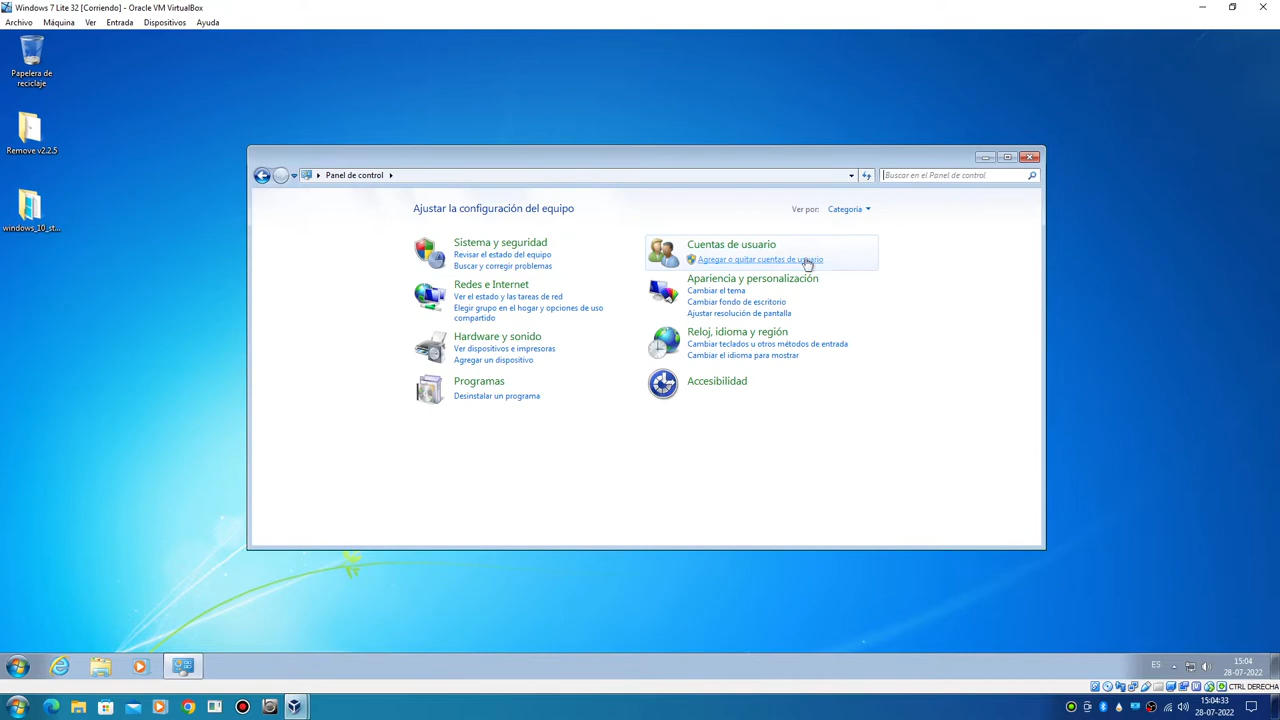 Windows 7 Lite 32 [Corriendo] - Oracle VM VirtualBox
Archivo Máquina Ver Entrada Dispositivos Ayuda
Papelera de
reciclaje
Remove v2.2.5
windows_10_st...
Panel de control
Buscar en el Panel de control
Ajustar la configuración del equipo
Ver por: Categoría
Sistema y seguridad
Revisar el estado del equipo
Buscar y corregir problemas
Redes e Internet
Ver el estado y las tareas de red
Elegir grupo en el hogar y opciones de uso
compartido
Hardware y sonido
Ver dispositivos e impresoras
Agregar un dispositivo
Programas
Desinstalar un programa
Cuentas de usuario
Agregar o quitar cuentas de usuario
Apariencia y personalización
Cambiar el tema
Cambiar fondo de escritorio
Ajustar resolución de pantalla
Reloj, idioma y región
Cambiar teclados u otros métodos de entrada
Cambiar el idioma para mostrar
Accesibilidad
ES
15:04
28-07-2022
CTRL DERECHA
15:04:33
28-07-2022